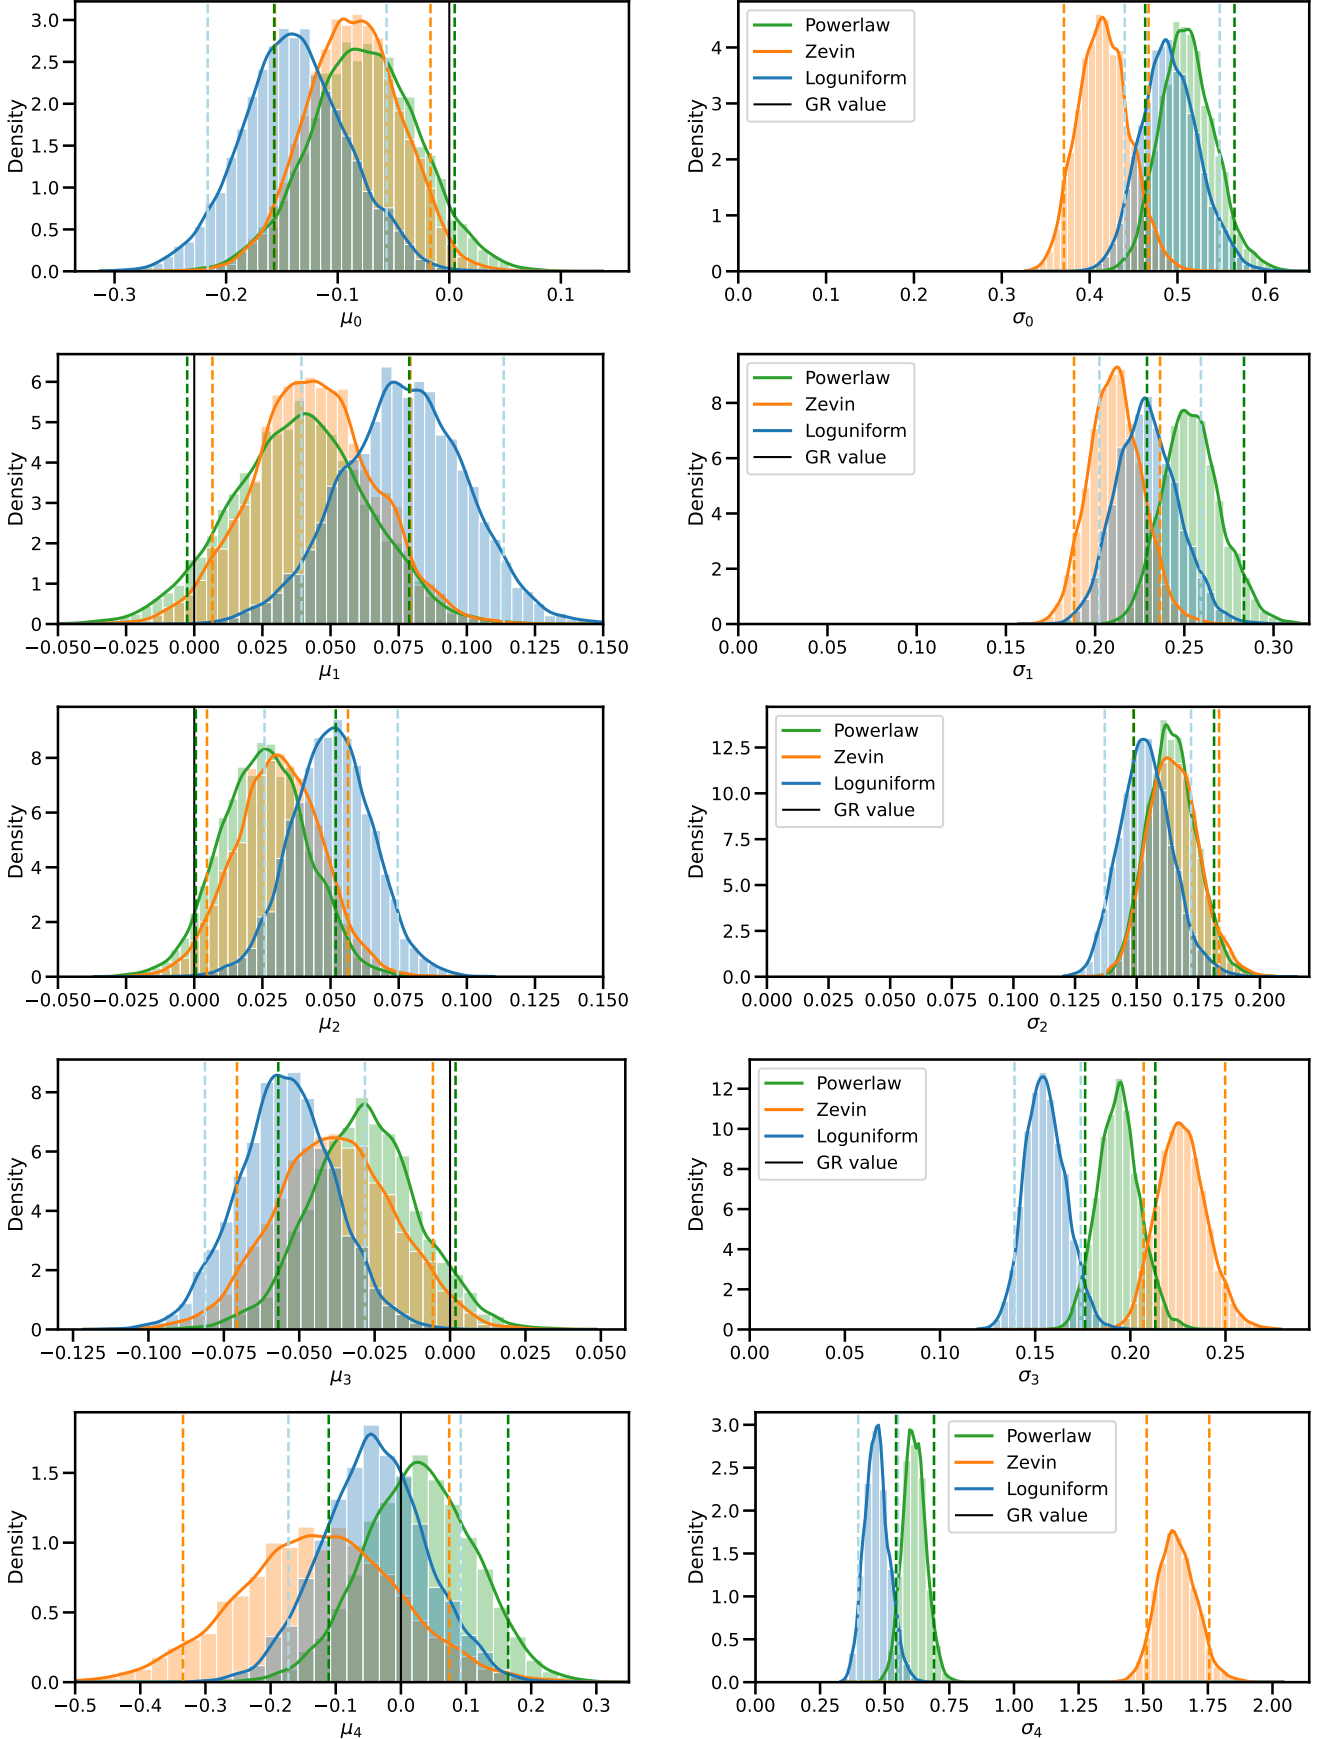 3.0
2.5
2.0
1.5
1.0
0.5
0.0
Density
−0.3 −0.2 −0.1 0.0 0.1
μ0
4
3
2
1
0
Density
Powerlaw
Zevin
Loguniform
GR value
0.0 0.1 0.2 0.3 0.4 0.5 0.6
σ0
6
5
4
3
2
1
0
Density
−0.050 −0.025 0.000 0.025 0.050 0.075 0.100 0.125 0.150
μ1
8
6
4
2
0
Density
Powerlaw
Zevin
Loguniform
GR value
0.00 0.05 0.10 0.15 0.20 0.25 0.30
σ1
8
6
4
2
0
Density
−0.050 −0.025 0.000 0.025 0.050 0.075 0.100 0.125 0.150
μ2
12.5
10.0
7.5
5.0
2.5
0.0
Density
Powerlaw
Zevin
Loguniform
GR value
0.000 0.025 0.050 0.075 0.100 0.125 0.150 0.175 0.200
σ2
8
6
4
2
0
Density
−0.125 −0.100 −0.075 −0.050 −0.025 0.000 0.025 0.050
μ3
12
10
8
6
4
2
0
Density
Powerlaw
Zevin
Loguniform
GR value
0.00 0.05 0.10 0.15 0.20 0.25
σ3
1.5
1.0
0.5
0.0
Density
−0.5 −0.4 −0.3 −0.2 −0.1 0.0 0.1 0.2 0.3
μ4
3.0
2.5
2.0
1.5
1.0
0.5
0.0
Density
Powerlaw
Zevin
Loguniform
GR value
0.00 0.25 0.50 0.75 1.00 1.25 1.50 1.75 2.00
σ4